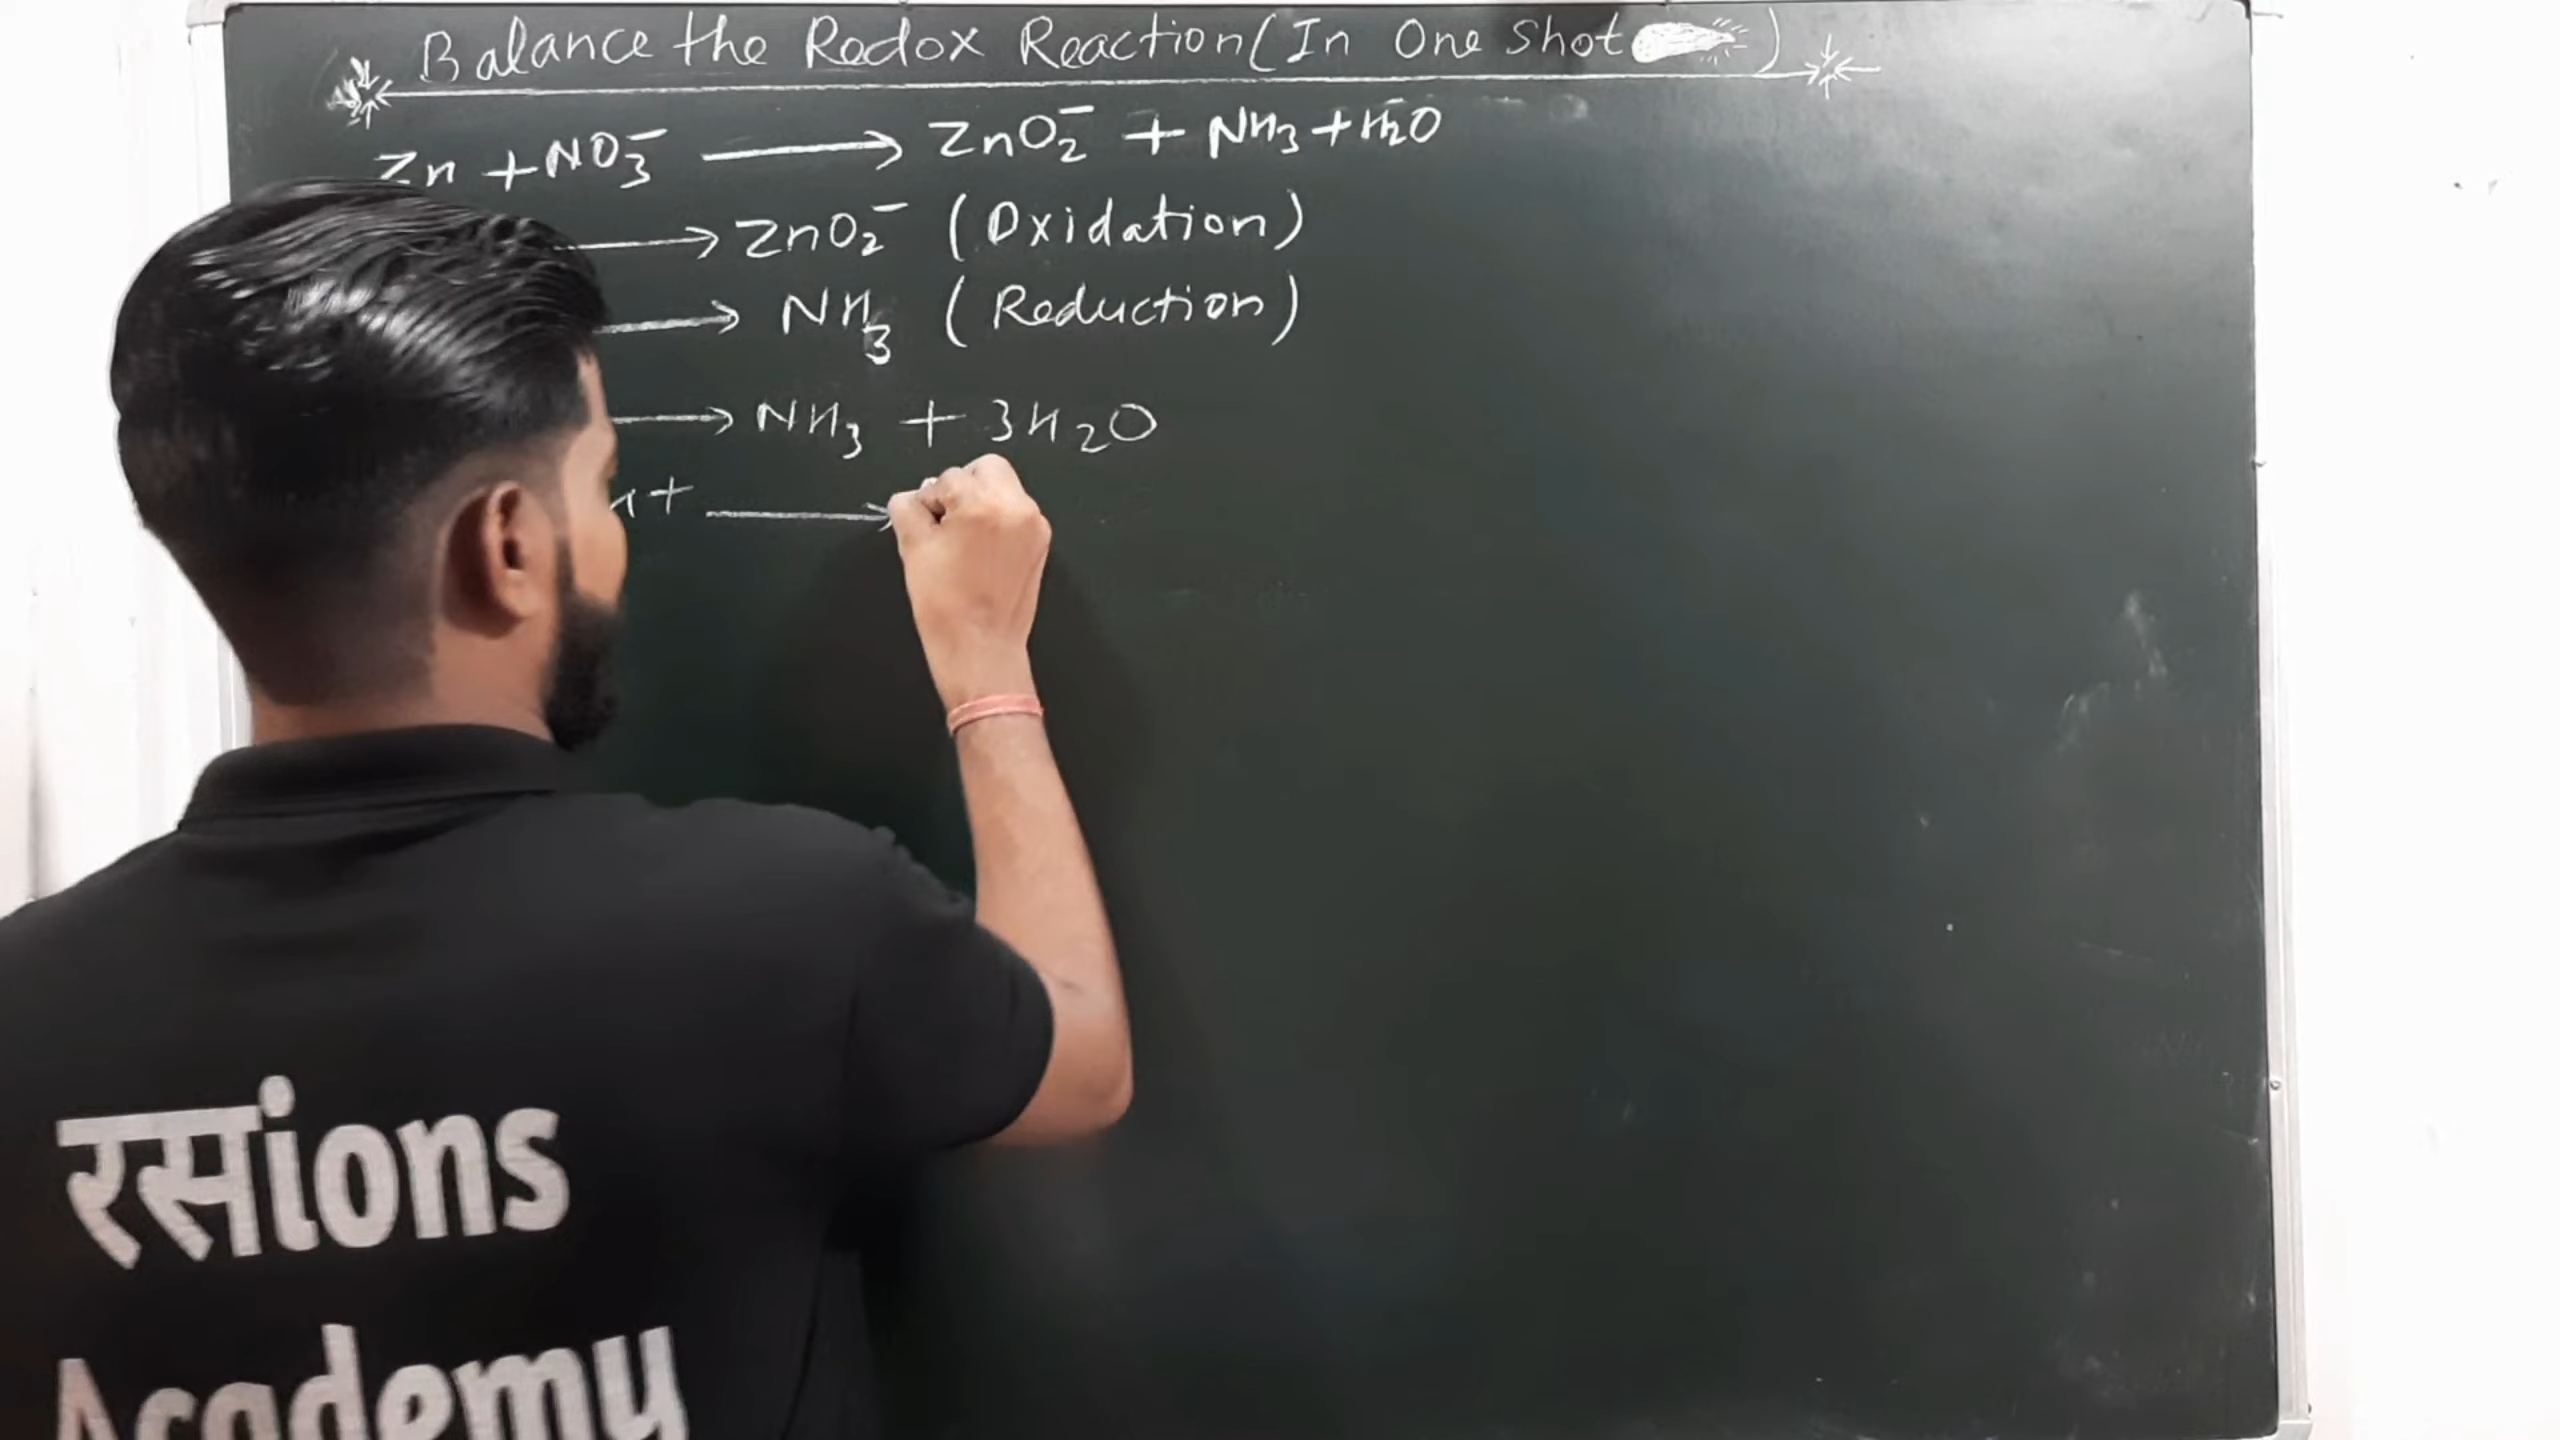 Balance the Redox Reaction (In One Shot )
Zn + NO₃⁻ ⟶ ZnO₂⁻ + NH₃ + H₂O
⟶ ZnO₂⁻ (Oxidation)
⟶ NH₃ (Reduction)
⟶ NH₃ + 3H₂O
+ ⟶
रसions
Academy